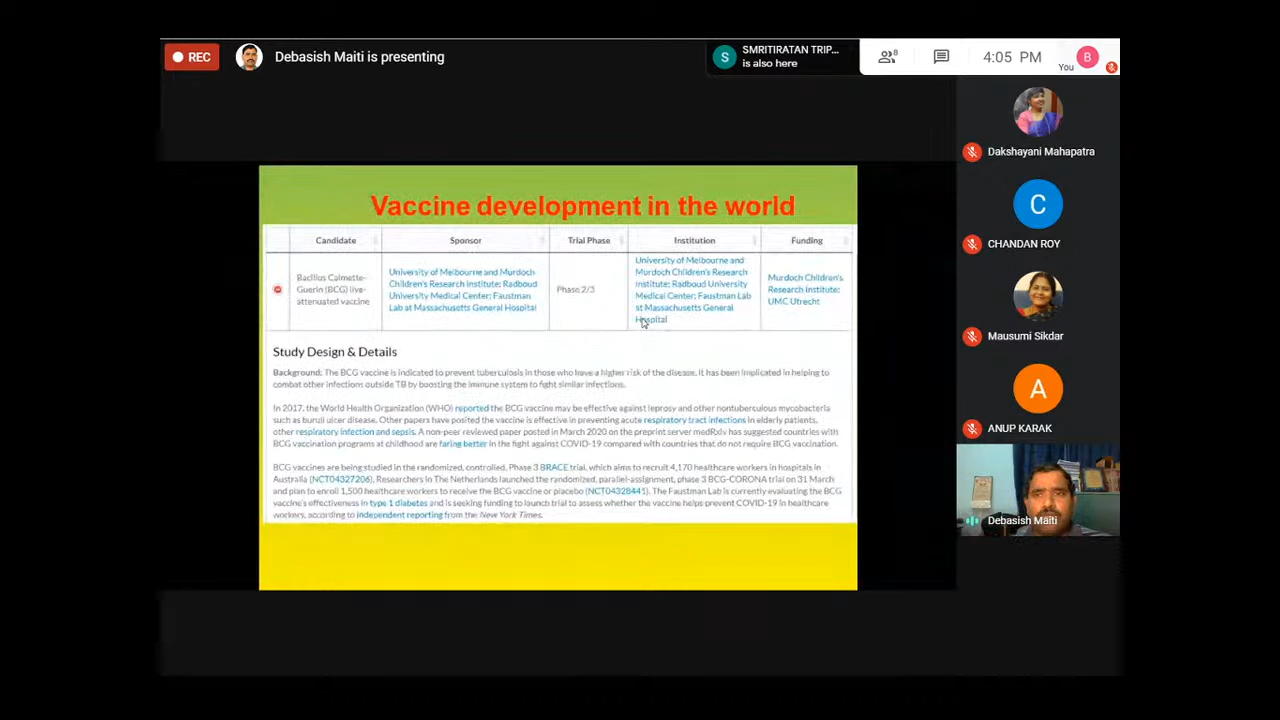 REC
Debasish Maiti is presenting
SMRITIRATAN TRIP...
is also here
8
4:05 PM
You
B
S
Dakshayani Mahapatra
C
CHANDAN ROY
Mausumi Sikdar
A
ANUP KARAK
Debasish Maiti
Vaccine development in the world
Candidate Sponsor Trial Phase Institution Funding
Bacillus Calmette-
Guerin (BCG) live-
attenuated vaccine
University of Melbourne and Murdoch
Children's Research Institute; Radboud
University Medical Center; Faustman
Lab at Massachusetts General Hospital
Phase 2/3
University of Melbourne and
Murdoch Children's Research
Institute; Radboud University
Medical Center; Faustman Lab
at Massachusetts General
Hospital
Murdoch Children's
Research Institute;
UMC Utrecht
Study Design & Details
Background: The BCG vaccine is indicated to prevent tuberculosis in those who have a higher risk of the disease. It has been implicated in helping to
combat other infections outside TB by boosting the immune system to fight similar infections.
In 2017, the World Health Organization (WHO) reported the BCG vaccine may be effective against leprosy and other nontuberculous mycobacteria
such as buruli ulcer disease. Other papers have posited the vaccine is effective in preventing acute respiratory tract infections in elderly patients,
other respiratory infection and sepsis. A non-peer reviewed paper posted in March 2020 on the preprint server medRxiv has suggested countries with
BCG vaccination programs at childhood are faring better in the fight against COVID-19 compared with countries that do not require BCG vaccination.
BCG vaccines are being studied in the randomized, controlled, Phase 3 BRACE trial, which aims to recruit 4,170 healthcare workers in hospitals in
Australia (NCT04327206). Researchers in The Netherlands launched the randomized, parallel-assignment, phase 3 BCG-CORONA trial on 31 March
and plan to enroll 1,500 healthcare workers to receive the BCG vaccine or placebo (NCT04328441). The Faustman Lab is currently evaluating the BCG
vaccine's effectiveness in type 1 diabetes and is seeking funding to launch trial to assess whether the vaccine helps prevent COVID-19 in healthcare
workers, according to independent reporting from the New York Times.